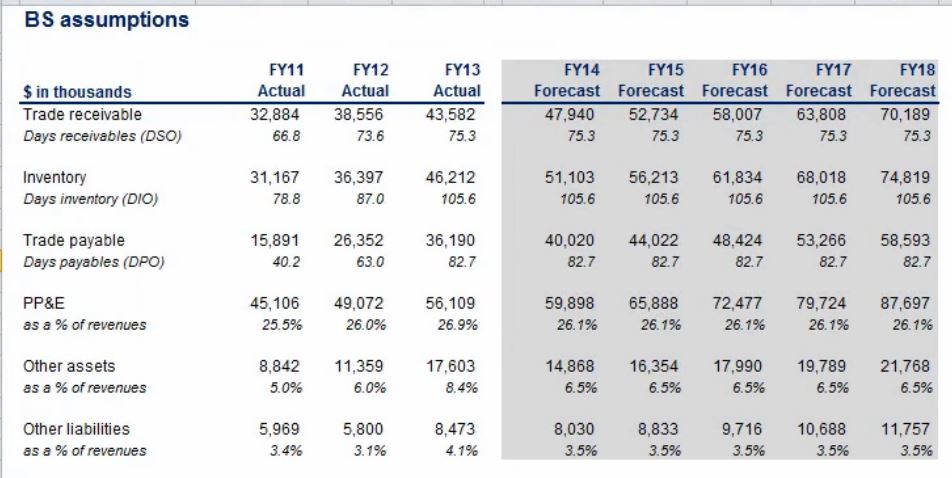 BS assumptions
FY11 FY12 FY13 FY14 FY15 FY16 FY17 FY18
$ in thousands Actual Actual Actual Forecast Forecast Forecast Forecast Forecast
Trade receivable 32,884 38,556 43,582 47,940 52,734 58,007 63,808 70,189
Days receivables (DSO) 66.8 73.6 75.3 75.3 75.3 75.3 75.3 75.3
Inventory 31,167 36,397 46,212 51,103 56,213 61,834 68,018 74,819
Days inventory (DIO) 78.8 87.0 105.6 105.6 105.6 105.6 105.6 105.6
Trade payable 15,891 26,352 36,190 40,020 44,022 48,424 53,266 58,593
Days payables (DPO) 40.2 63.0 82.7 82.7 82.7 82.7 82.7 82.7
PP&E 45,106 49,072 56,109 59,898 65,888 72,477 79,724 87,697
as a % of revenues 25.5% 26.0% 26.9% 26.1% 26.1% 26.1% 26.1% 26.1%
Other assets 8,842 11,359 17,603 14,868 16,354 17,990 19,789 21,768
as a % of revenues 5.0% 6.0% 8.4% 6.5% 6.5% 6.5% 6.5% 6.5%
Other liabilities 5,969 5,800 8,473 8,030 8,833 9,716 10,688 11,757
as a % of revenues 3.4% 3.1% 4.1% 3.5% 3.5% 3.5% 3.5% 3.5%